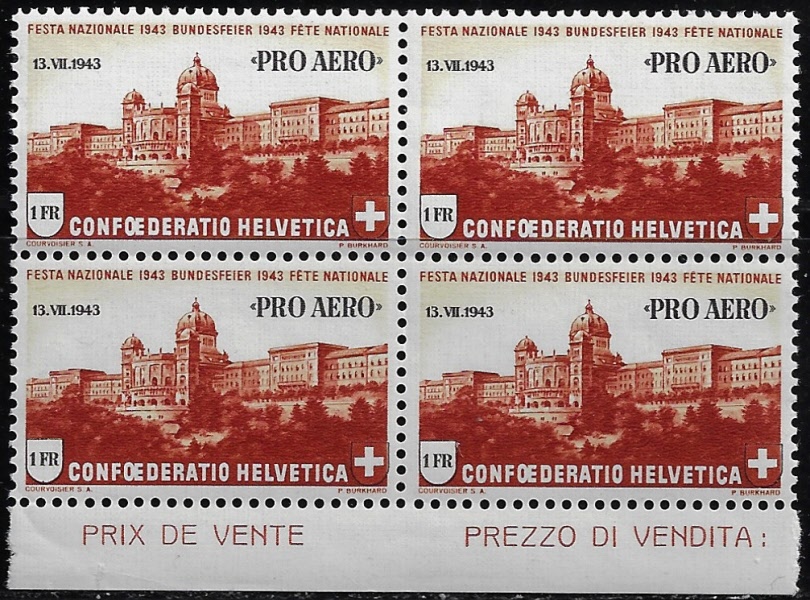 FESTA NAZIONALE 1943 BUNDESFEIER 1943 FÊTE NATIONALE
13.VII.1943 «PRO AERO»
1 FR CONFŒDERATIO HELVETICA
COURVOISIER S.A. P. BURKHARD
FESTA NAZIONALE 1943 BUNDESFEIER 1943 FÊTE NATIONALE
13.VII.1943 «PRO AERO»
1 FR CONFŒDERATIO HELVETICA
COURVOISIER S.A. P. BURKHARD
FESTA NAZIONALE 1943 BUNDESFEIER 1943 FÊTE NATIONALE
13.VII.1943 «PRO AERO»
1 FR CONFŒDERATIO HELVETICA
COURVOISIER S.A. P. BURKHARD
FESTA NAZIONALE 1943 BUNDESFEIER 1943 FÊTE NATIONALE
13.VII.1943 «PRO AERO»
1 FR CONFŒDERATIO HELVETICA
COURVOISIER S.A. P. BURKHARD
PRIX DE VENTE PREZZO DI VENDITA: